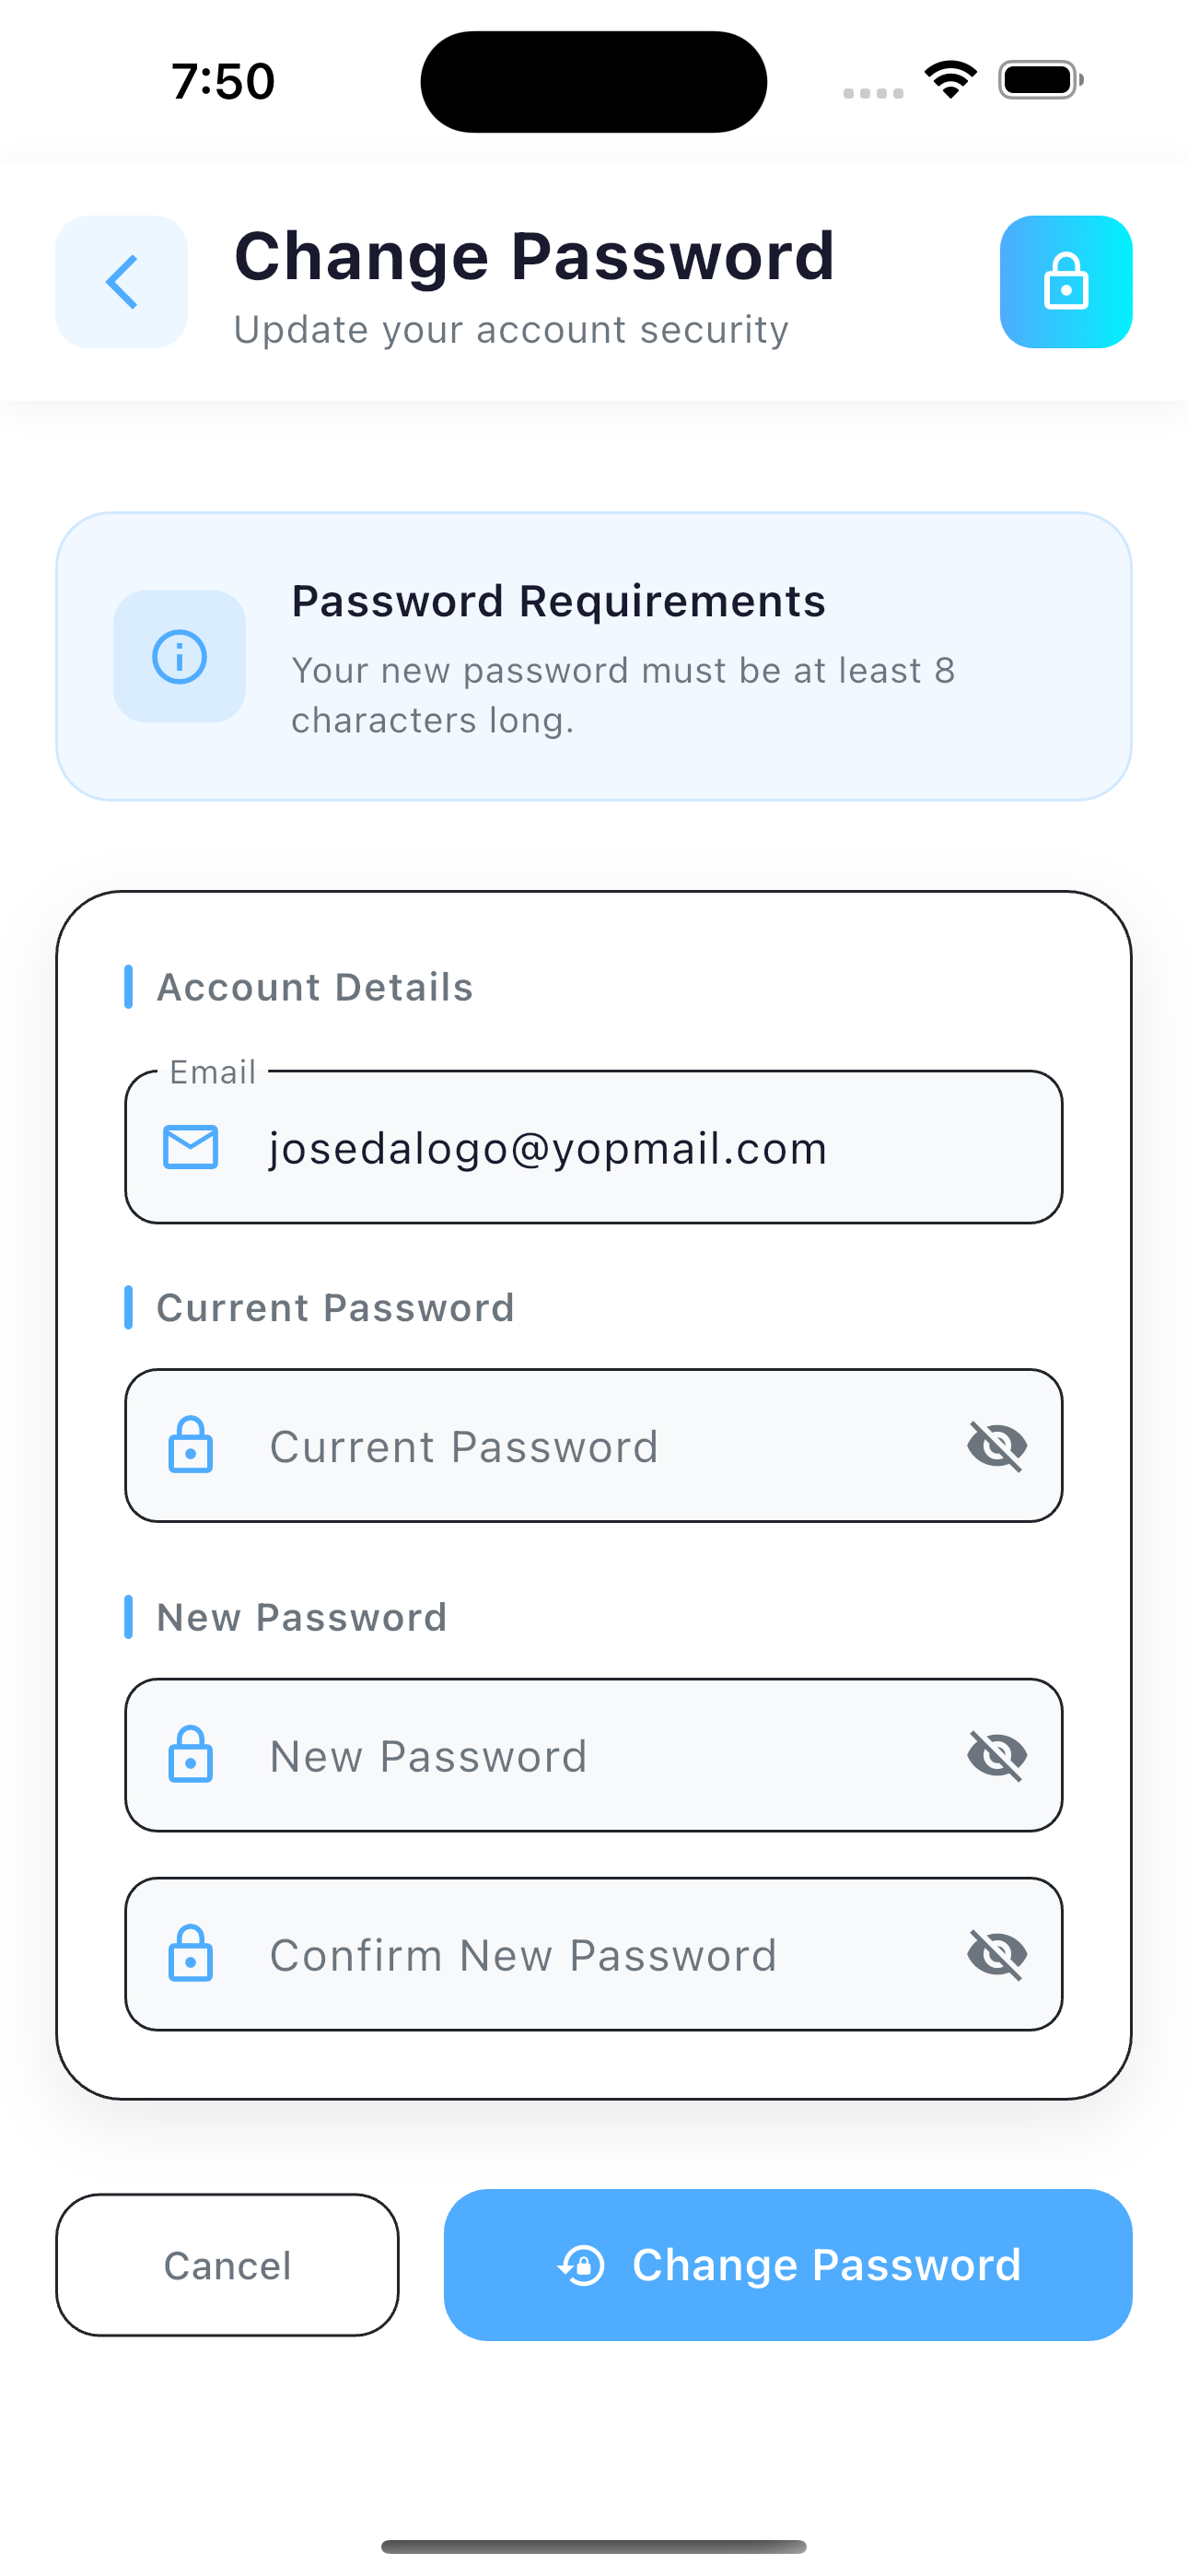 7:50
Change Password
Update your account security
Password Requirements
Your new password must be at least 8
characters long.
Account Details
Email
josedalogo@yopmail.com
Current Password
Current Password
New Password
New Password
Confirm New Password
Cancel
Change Password